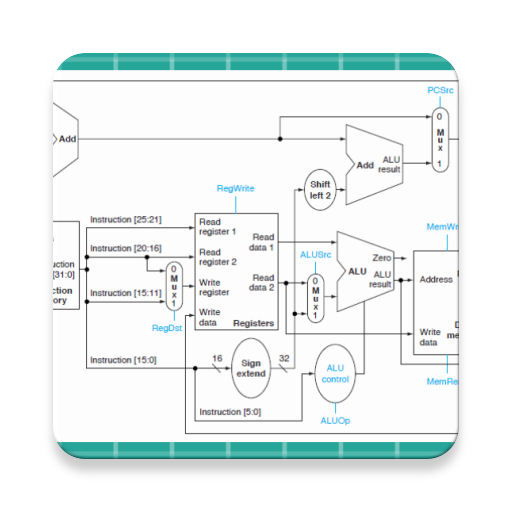 PCSrc
0
M
u
x
1
Add
Add
ALU
result
Shift
left 2
RegWrite
Instruction [25:21]
Read
register 1
Read
data 1
MemWr
Instruction [20:16]
Read
register 2
ALUSrc
Zero
uction
[31:0]
ction
ory
0
M
u
x
1
Write
register
Read
data 2
0
M
u
x
1
ALU
ALU
result
Address
Instruction [15:11]
Write
data
Registers
RegDst
Write
data
D
me
Instruction [15:0]
16
Sign
extend
32
ALU
control
MemRe
Instruction [5:0]
ALUOp